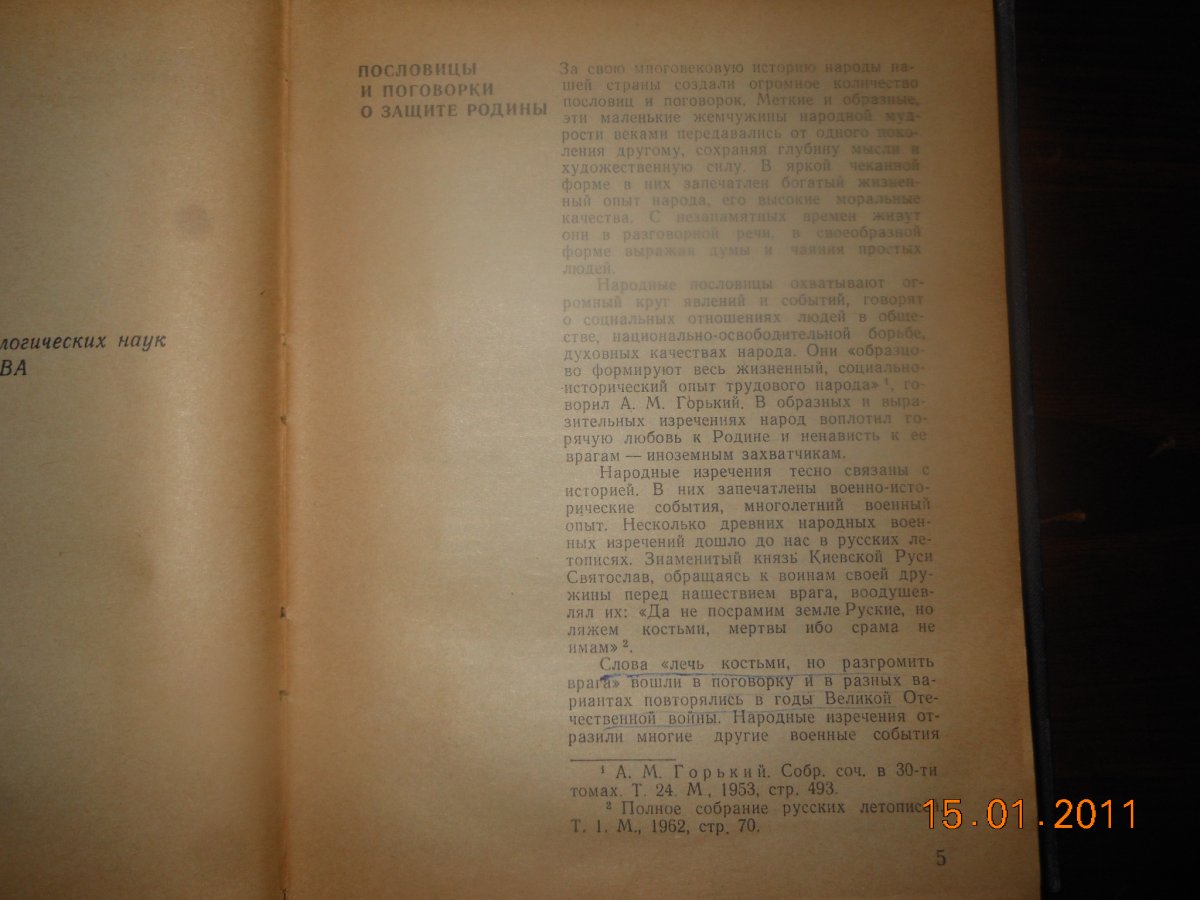 логических наук
ВА
ПОСЛОВИЦЫ
И ПОГОВОРКИ
О ЗАЩИТЕ РОДИНЫ
За свою многовековую историю народы на-
шей страны создали огромное количество
пословиц и поговорок. Меткие и образные,
эти маленькие жемчужины народной муд-
рости веками передавались от одного поко-
ления другому, сохраняя глубину мысли и
художественную силу. В яркой чеканной
форме в них запечатлен богатый жизнен-
ный опыт народа, его высокие моральные
качества. С незапамятных времен живут
они в разговорной речи, в своеобразной
форме выражая думы и чаяния простых
людей.
Народные пословицы охватывают ог-
ромный круг явлений и событий, говорят
о социальных отношениях людей в обще-
стве, национально-освободительной борьбе,
духовных качествах народа. Они «образцо-
во формируют весь жизненный, социально-
-исторический опыт трудового народа»¹, го-
ворил А. М. Горький. В образных и выра-
зительных изречениях народ воплотил го-
рячую любовь к Родине и ненависть к ее
врагам — иноземным захватчикам.
Народные изречения тесно связаны с
историей. В них запечатлены военно-исто-
рические события, многолетний военный
опыт. Несколько древних народных воен-
ных изречений дошло до нас в русских ле-
тописях. Знаменитый князь Киевской Руси
Святослав, обращаясь к воинам своей дру-
жины перед нашествием врага, воодушев-
лял их: «Да не посрамим земле Руские, но
ляжем костьми, мертвы ибо срама не
имам»².
Слова «лечь костьми, но разгромить
врага» вошли в поговорку и в разных ва-
риантах повторялись в годы Великой Оте-
чественной войны. Народные изречения от-
разили многие другие военные события
¹ А. М. Горький. Собр. соч. в 30-ти
томах. Т. 24. М., 1953, стр. 493.
² Полное собрание русских летописей
Т. 1. М., 1962, стр. 70.
15.01.2011
5